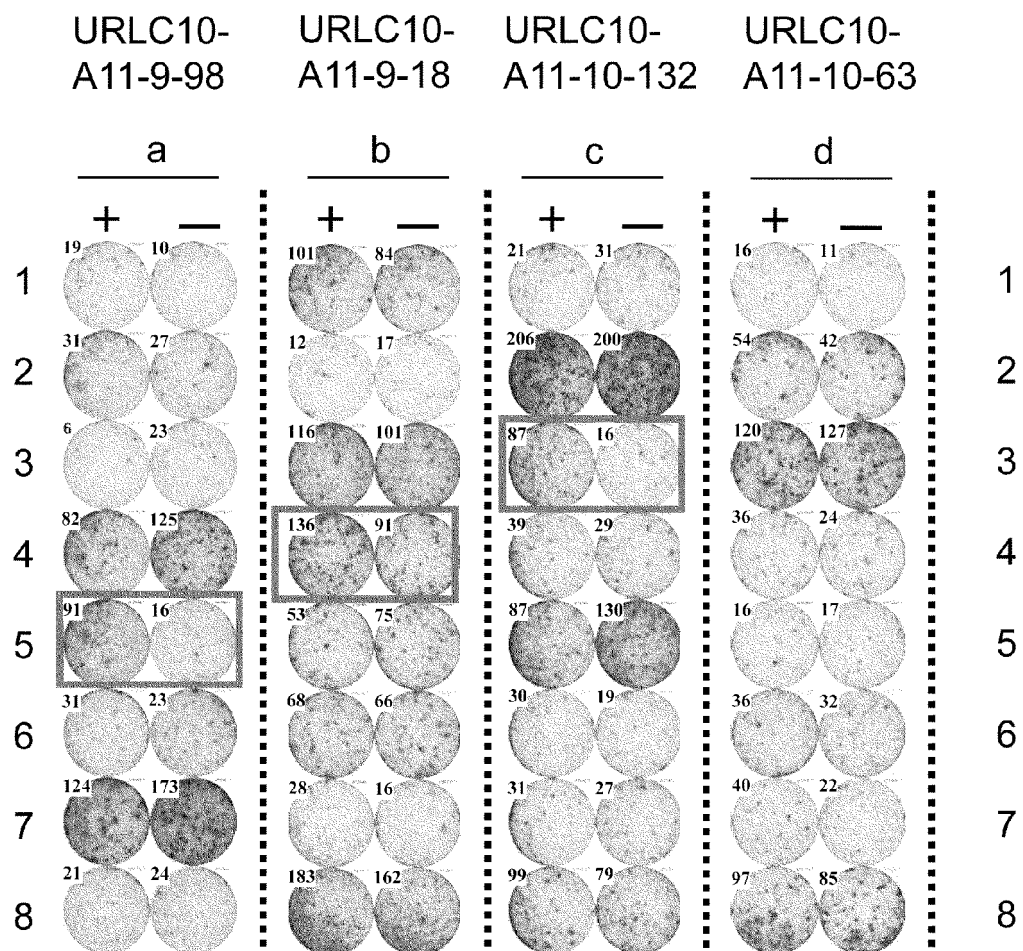 URLC10- URLC10- URLC10- URLC10-
A11-9-98 A11-9-18 A11-10-132 A11-10-63
a b c d
+ — + — + — + —
1 19 10 101 84 21 31 16 11 1
2 31 27 12 17 206 200 54 42 2
3 6 23 116 101 87 16 120 127 3
4 82 125 136 91 39 29 36 24 4
5 91 16 53 75 87 130 16 17 5
6 31 23 68 66 30 19 36 32 6
7 124 173 28 16 31 27 40 22 7
8 21 24 183 162 99 79 97 85 8